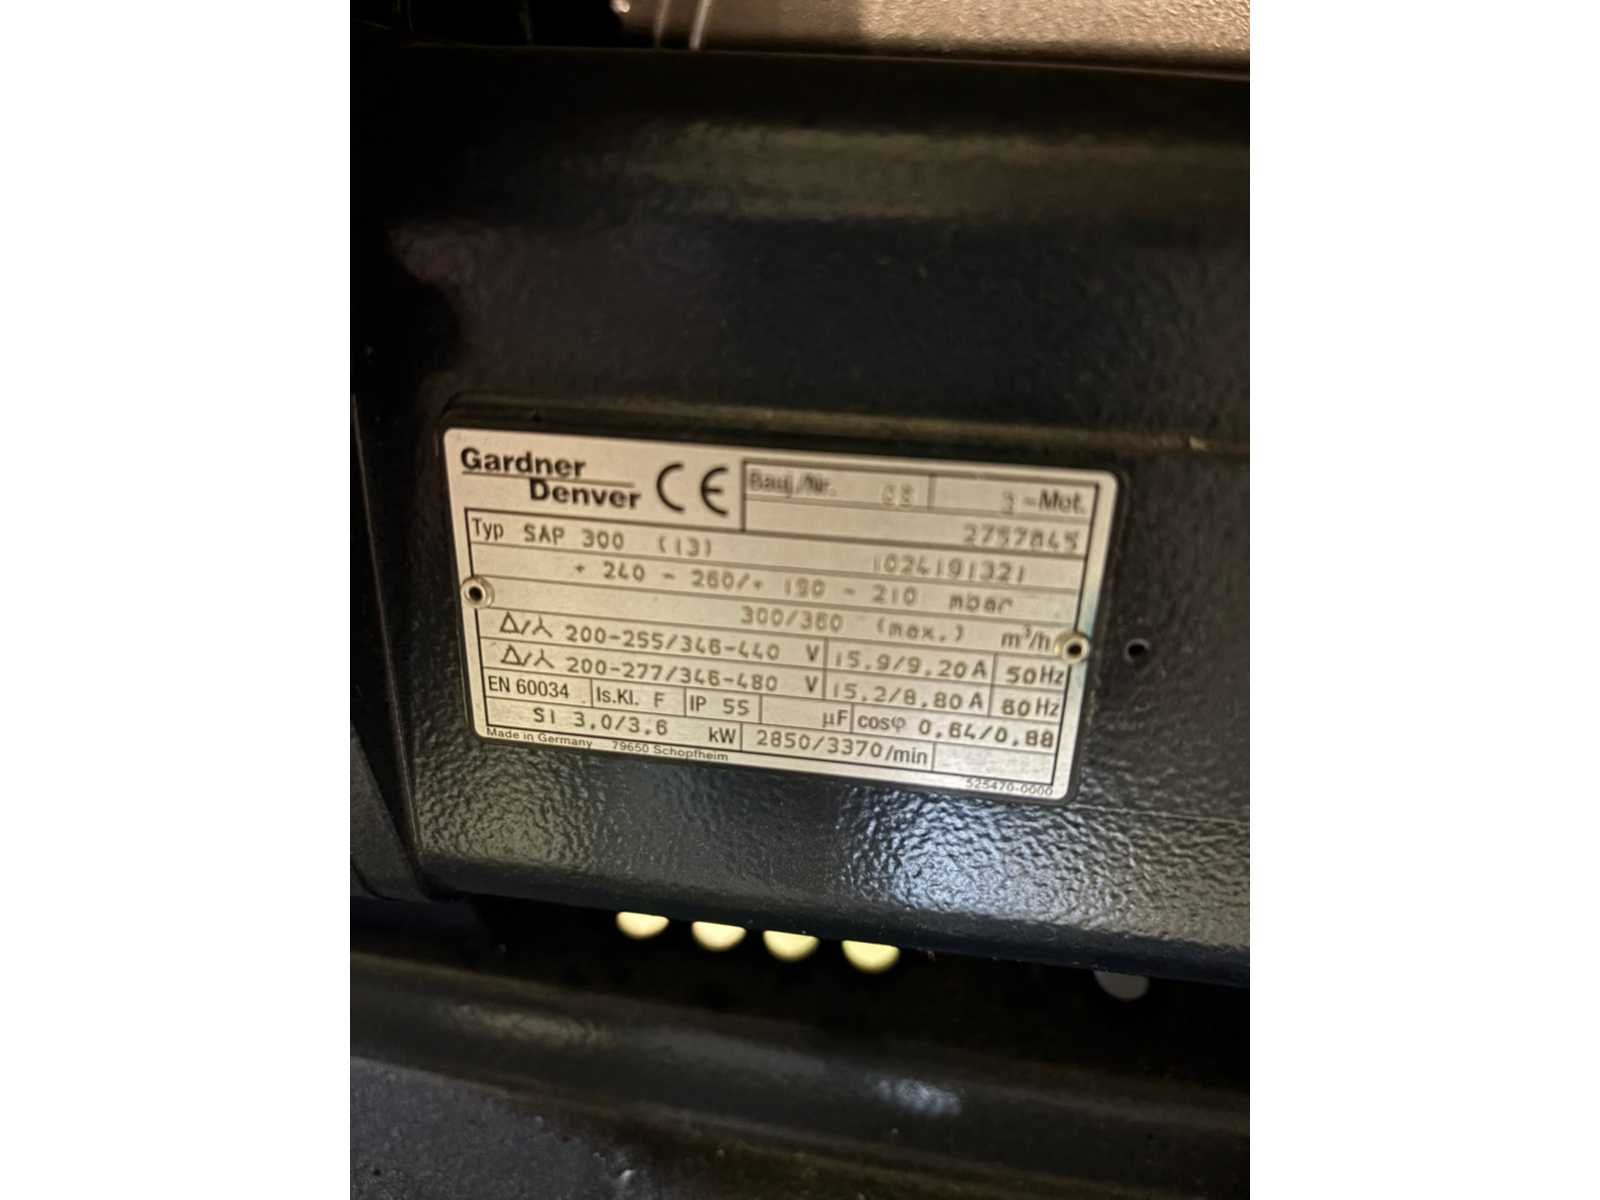 Gardner
Denver CE Bauj./Nr. 08 3~Mot.
2757845
Typ SAP 300 (13) 1024191321
+ 240 - 260/+ 190 - 210 mbar
300/360 (max.) m³/h
Δ/⅄ 200-255/346-440 V 15.9/9.20 A 50Hz
Δ/⅄ 200-277/346-480 V 15.2/8.80 A 60Hz
EN 60034 Is.Kl. F IP 55 µF cosφ 0,84/0,88
SI 3.0/3.6 kW 2850/3370/min
Made in Germany 79650 Schopfheim
525470-0000